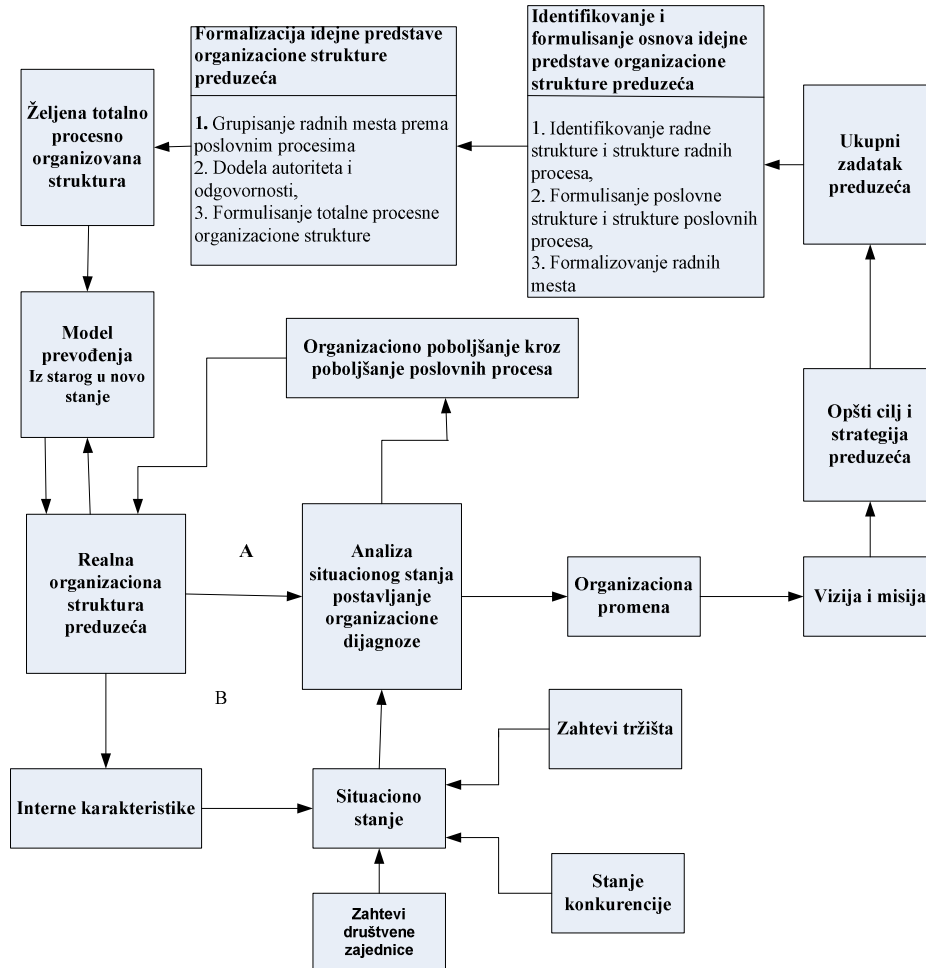 Formalizacija idejne predstave
organizacione strukture
preduzeća
1. Grupisanje radnih mesta prema
poslovnim procesima
2. Dodela autoriteta i
odgovornosti,
3. Formulisanje totalne procesne
organizacione strukture
Identifikovanje i
formulisanje osnova idejne
predstave organizacione
strukture preduzeća
1. Identifikovanje radne
strukture i strukture radnih
procesa,
2. Formulisanje poslovne
strukture i strukture poslovnih
procesa,
3. Formalizovanje radnih
mesta
Željena totalno
procesno
organizovana
struktura
Ukupni
zadatak
preduzeća
Model
prevođenja
Iz starog u novo
stanje
Organizaciono poboljšanje kroz
poboljšanje poslovnih procesa
Opšti cilj i
strategija
preduzeća
Realna
organizaciona
struktura
preduzeća
A
Analiza
situacionog stanja
postavljanje
organizacione
dijagnoze
Organizaciona
promena
Vizija i misija
B
Zahtevi tržišta
Interne karakteristike
Situaciono
stanje
Stanje
konkurencije
Zahtevi
društvene
zajednice